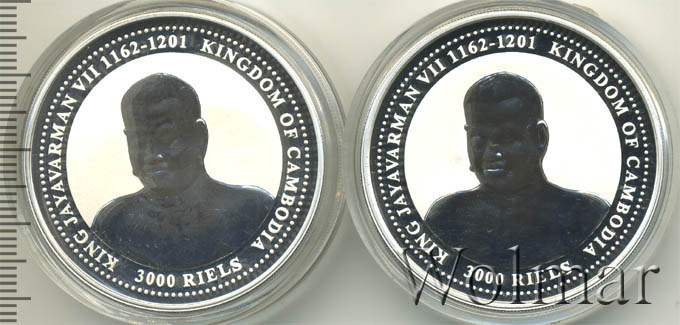 KING JAYAVARMAN VII 1162-1201 KINGDOM OF CAMBODIA
3000 RIELS
KING JAYAVARMAN VII 1162-1201 KINGDOM OF CAMBODIA
3000 RIELS
Wolmar